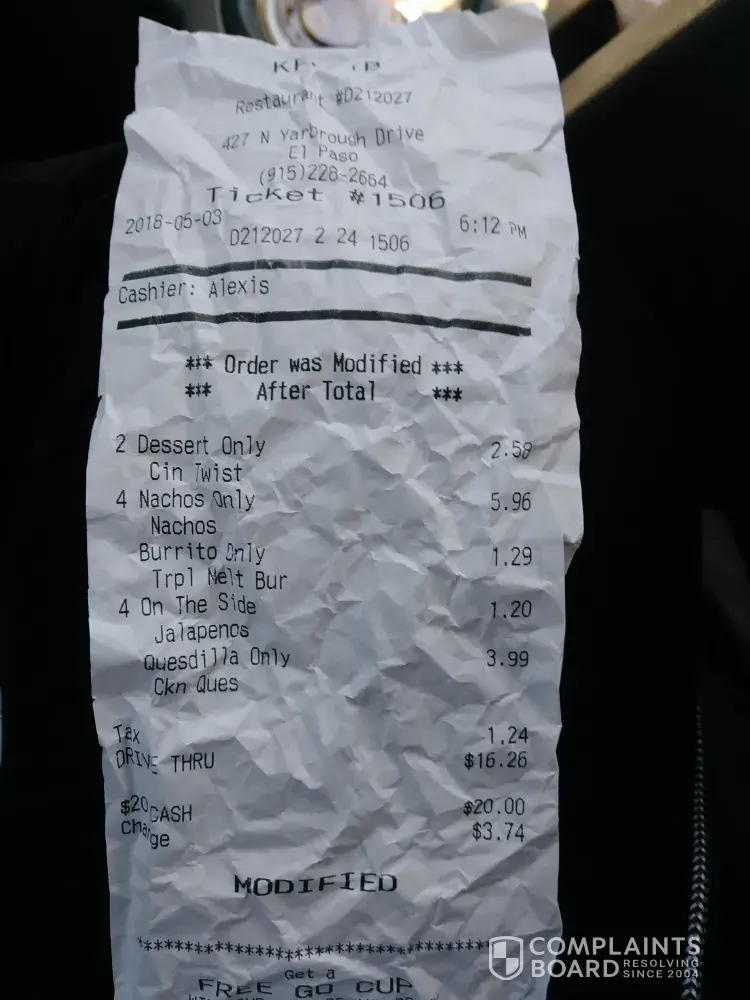 Restaurant #D212027
427 N Yarbrough Drive
El Paso
(915)228-2664
Ticket #1506
2018-05-03 6:12 PM
D212027 2 24 1506
Cashier: Alexis
*** Order was Modified ***
*** After Total ***
2 Dessert Only 2.58
Cin Twist
4 Nachos Only 5.96
Nachos
Burrito Only 1.29
Trpl Melt Bur
4 On The Side 1.20
Jalapenos
Quesdilla Only 3.99
Ckn Ques
Tax 1.24
DRIVE THRU $16.26
$20 CASH $20.00
Change $3.74
MODIFIED
************************************
Get a
FREE GO CUP
COMPLAINTS
BOARD RESOLVING
SINCE 2004